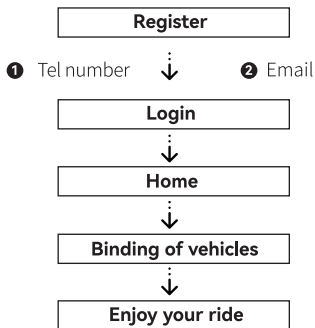 Register
❶ Tel number ❷ Email
Login
Home
Binding of vehicles
Enjoy your ride